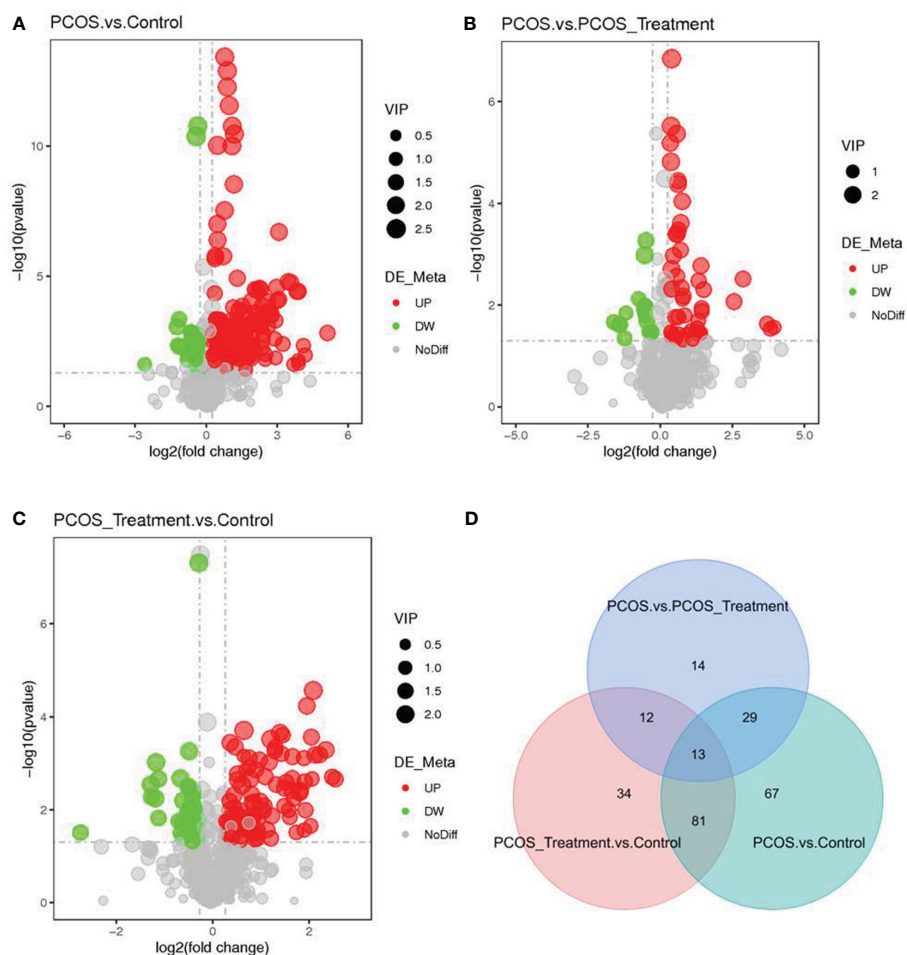 A
PCOS.vs.Control
−log10(pvalue)
10
5
0
−6
−3
0
3
6
log2(fold change)
VIP
0.5
1.0
1.5
2.0
2.5
DE_Meta
UP
DW
NoDiff
B
PCOS.vs.PCOS_Treatment
−log10(pvalue)
6
4
2
0
−5.0
−2.5
0.0
2.5
5.0
log2(fold change)
VIP
1
2
DE_Meta
UP
DW
NoDiff
C
PCOS_Treatment.vs.Control
−log10(pvalue)
6
4
2
0
−2
0
2
log2(fold change)
VIP
0.5
1.0
1.5
2.0
DE_Meta
UP
DW
NoDiff
D
PCOS.vs.PCOS_Treatment
14
12
29
13
34
67
81
PCOS_Treatment.vs.Control
PCOS.vs.Control